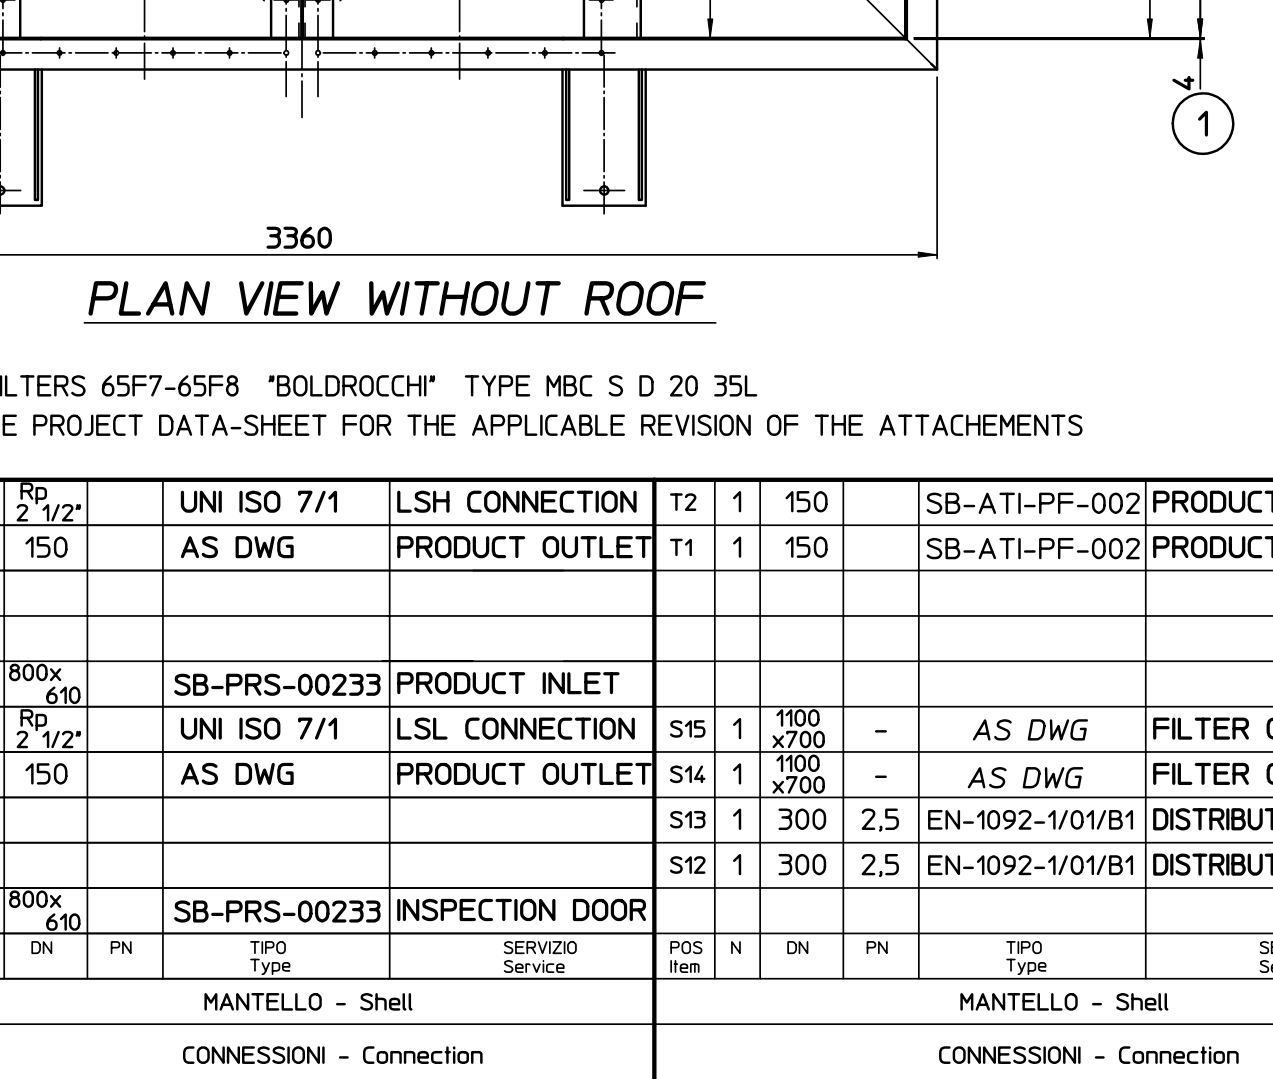 4
1
3360
PLAN VIEW WITHOUT ROOF
65F7-65F8 "BOLDROCCHI" TYPE MBC S D 20 35L
PROJECT DATA-SHEET FOR THE APPLICABLE REVISION OF THE ATTACHEMENTS
Rp 2 1/2" UNI ISO 7/1 LSH CONNECTION T2 1 150 SB-ATI-PF-002 PRODUCT
150 AS DWG PRODUCT OUTLET T1 1 150 SB-ATI-PF-002 PRODUCT
800x 610 SB-PRS-00233 PRODUCT INLET
Rp 2 1/2" UNI ISO 7/1 LSL CONNECTION S15 1 1100 x700 - AS DWG FILTER
150 AS DWG PRODUCT OUTLET S14 1 1100 x700 - AS DWG FILTER
S13 1 300 2,5 EN-1092-1/01/B1
S12 1 300 2,5 EN-1092-1/01/B1
800x 610 SB-PRS-00233 INSPECTION DOOR
DN PN TIPO SERVIZIO POS N DN PN TIPO
Type Service Item Type
MANTELLO - Shell MANTELLO - Shell
CONNESSIONI - Connection CONNESSIONI - Connection